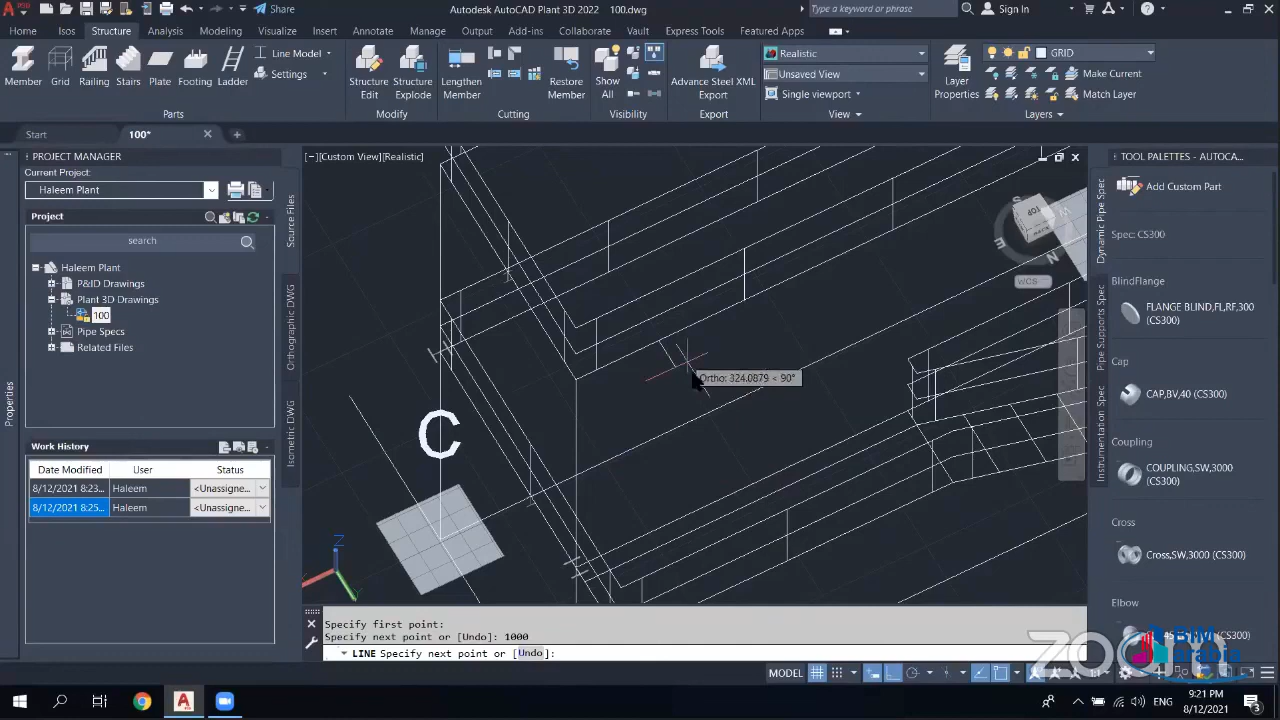 Share
Autodesk AutoCAD Plant 3D 2022 100.dwg
Type a keyword or phrase
Sign In
Home Isos Structure Analysis Modeling Visualize Insert Annotate Manage Output Add-ins Collaborate Vault Express Tools Featured Apps
Member Grid Railing Stairs Plate Footing Ladder
Line Model
Settings
Structure Edit
Structure Explode
Lengthen Member
Restore Member
Show All
Advance Steel XML Export
Realistic
Unsaved View
Single viewport
Layer Properties
GRID
Make Current
Match Layer
Parts Modify Cutting Visibility Export View Layers
Start 100*
PROJECT MANAGER
Current Project:
Haleem Plant
Project
search
Haleem Plant
P&ID Drawings
Plant 3D Drawings
100
Pipe Specs
Related Files
Source Files
Orthographic DWG
Isometric DWG
Properties
Work History
Date Modified User Status
8/12/2021 8:23... Haleem <Unassigne...
8/12/2021 8:25... Haleem <Unassigne...
[−][Custom View][Realistic]
C
Z
Ortho: 324.0879 < 90°
TOP
BACK
S
N
WCS
TOOL PALETTES - AUTOCA...
Dynamic Pipe Spec
Pipe Supports Spec
Instrumentation Spec
Add Custom Part
Spec: CS300
BlindFlange
FLANGE BLIND,FL,RF,300 (CS300)
Cap
CAP,BV,40 (CS300)
Coupling
COUPLING,SW,3000 (CS300)
Cross
Cross,SW,3000 (CS300)
Elbow
Specify first point:
Specify next point or [Undo]: 1000
LINE Specify next point or [Undo]:
MODEL
zoom
BIM
arabia
ENG
9:21 PM
8/12/2021
3